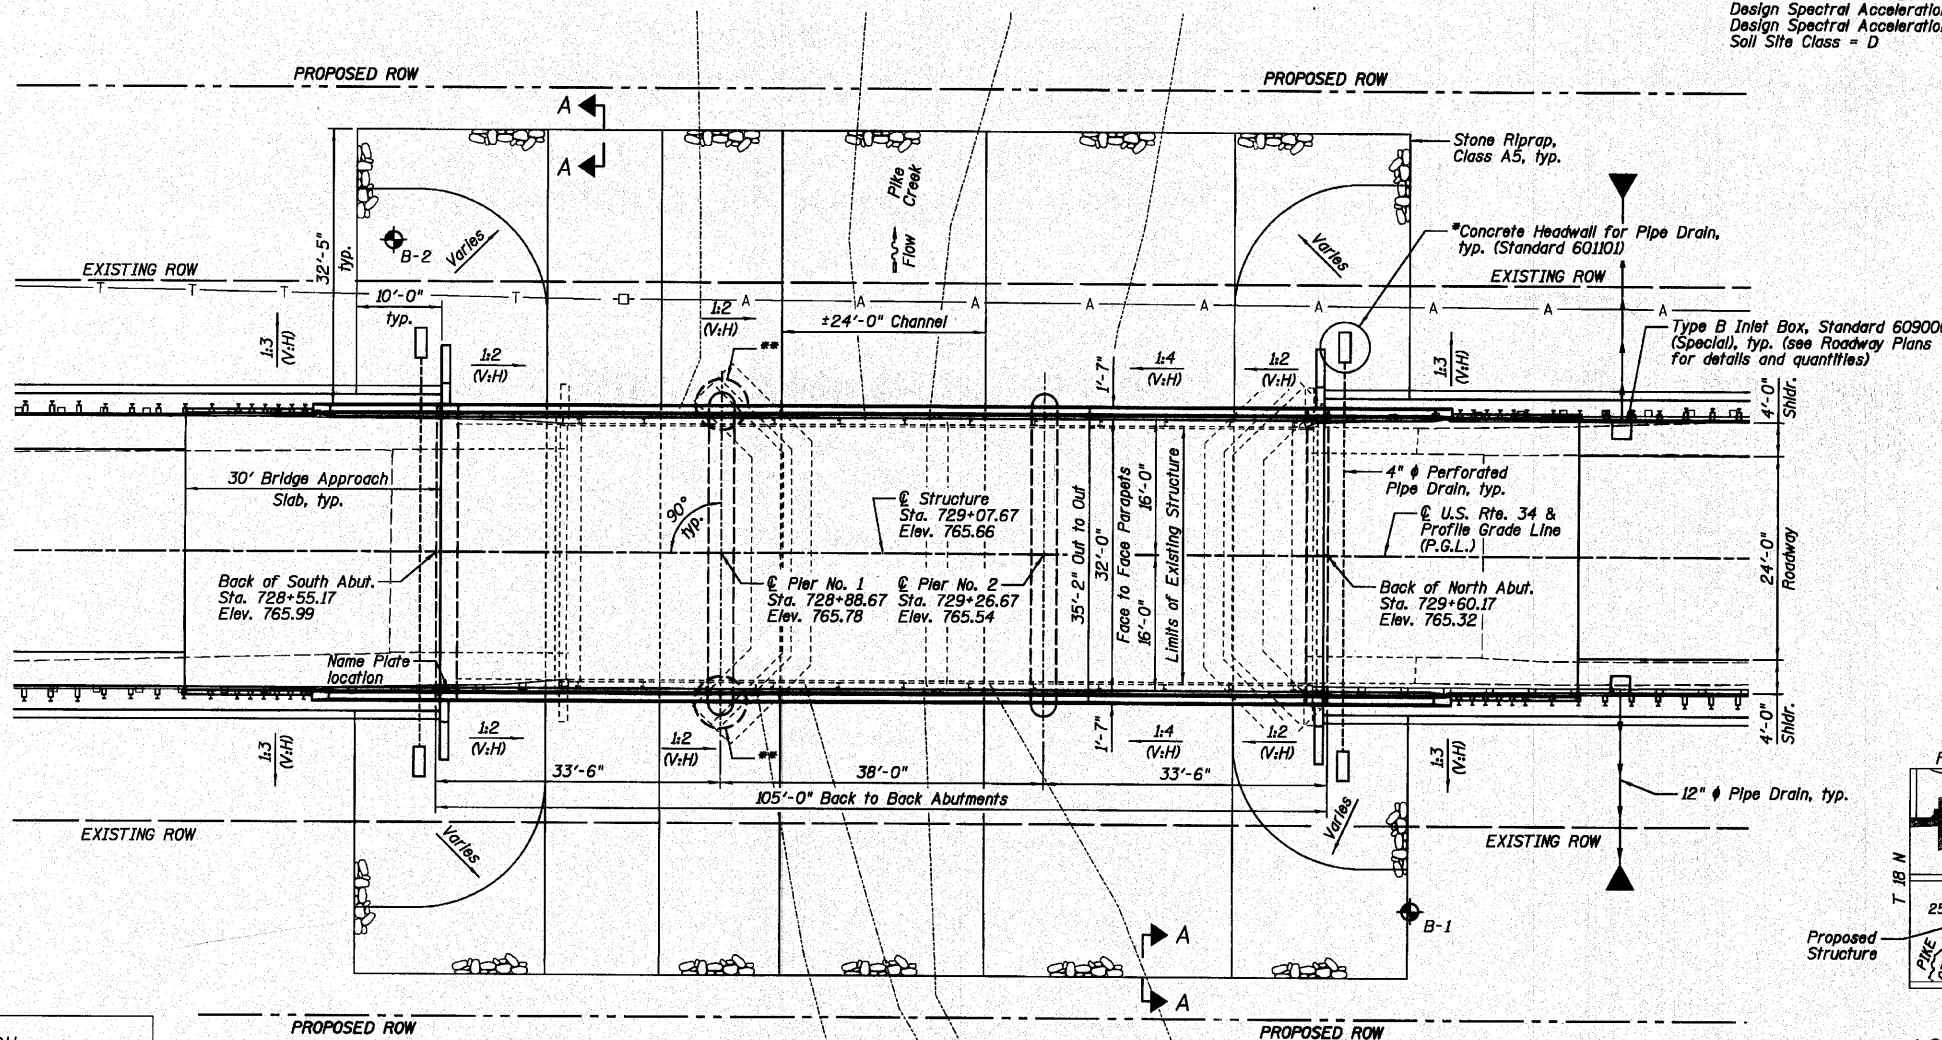 Design Spectral Acceleration
Design Spectral Acceleration
Soil Site Class = D
PROPOSED ROW
PROPOSED ROW
A
A
Stone Riprap,
Class A5, typ.
Pike
Creek
Flow
*Concrete Headwall for Pipe Drain,
typ. (Standard 601101)
32'-5"
typ.
B-2
Varies
Varies
EXISTING ROW
EXISTING ROW
T T T T A A A A A A A A A
10'-0"
typ.
1:2
(V:H)
±24'-0" Channel
Type B Inlet Box, Standard 609006
(Special), typ. (see Roadway Plans
for details and quantities)
1:3
(V:H)
1:2
(V:H)
**
1'-7"
1:4
(V:H)
1:2
(V:H)
1:3
(V:H)
4'-0"
Shldr.
30' Bridge Approach
Slab, typ.
90°
typ.
℄ Structure
Sta. 729+07.67
Elev. 765.66
35'-2" Out to Out
32'-0"
Face to Face Parapets
16'-0"
16'-0"
Limits of Existing Structure
4" ϕ Perforated
Pipe Drain, typ.
℄ U.S. Rte. 34 &
Profile Grade Line
(P.G.L.)
24'-0"
Roadway
Back of South Abut.
Sta. 728+55.17
Elev. 765.99
℄ Pier No. 1
Sta. 728+88.67
Elev. 765.78
℄ Pier No. 2
Sta. 729+26.67
Elev. 765.54
Back of North Abut.
Sta. 729+60.17
Elev. 765.32
Name Plate
location
1:3
(V:H)
1:2
(V:H)
1:2
(V:H)
**
1'-7"
1:4
(V:H)
1:2
(V:H)
1:3
(V:H)
4'-0"
Shldr.
33'-6"
38'-0"
33'-6"
105'-0" Back to Back Abutments
12" ϕ Pipe Drain, typ.
EXISTING ROW
Varies
Varies
EXISTING ROW
T 18 N
25
B-1
A
A
Proposed
Structure
PIKE
PROPOSED ROW
PROPOSED ROW